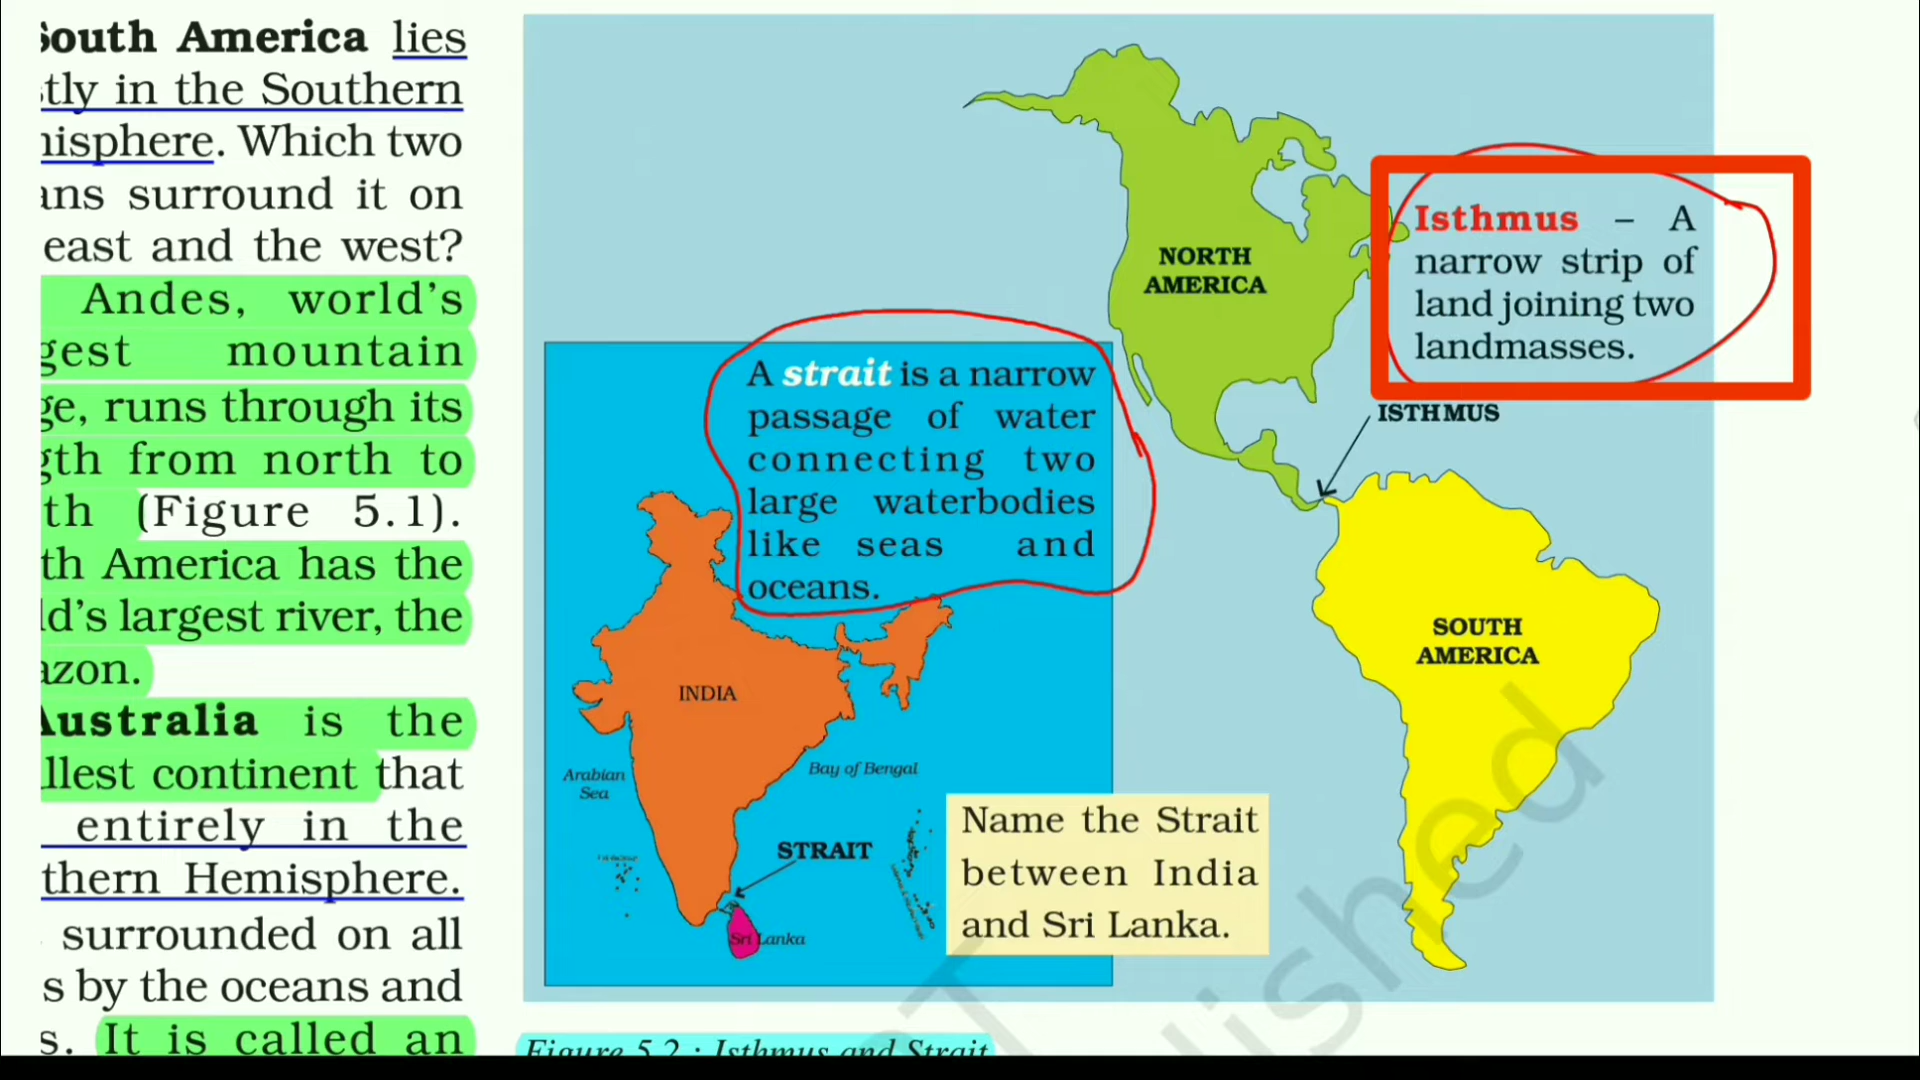 South America lies
tly in the Southern
nisphere. Which two
ans surround it on
east and the west?
Andes, world's
gest mountain
ge, runs through its
gth from north to
th (Figure 5.1).
th America has the
ld's largest river, the
azon.
Australia is the
llest continent that
entirely in the
thern Hemisphere.
surrounded on all
s by the oceans and
s. It is called an
NORTH
AMERICA
Isthmus – A
narrow strip of
land joining two
landmasses.
ISTHMUS
A strait is a narrow
passage of water
connecting two
large waterbodies
like seas and
oceans.
INDIA
Arabian
Sea
Bay of Bengal
STRAIT
Sri Lanka
Name the Strait
between India
and Sri Lanka.
SOUTH
AMERICA
Figure 5.2 : Isthmus and Strait
lished